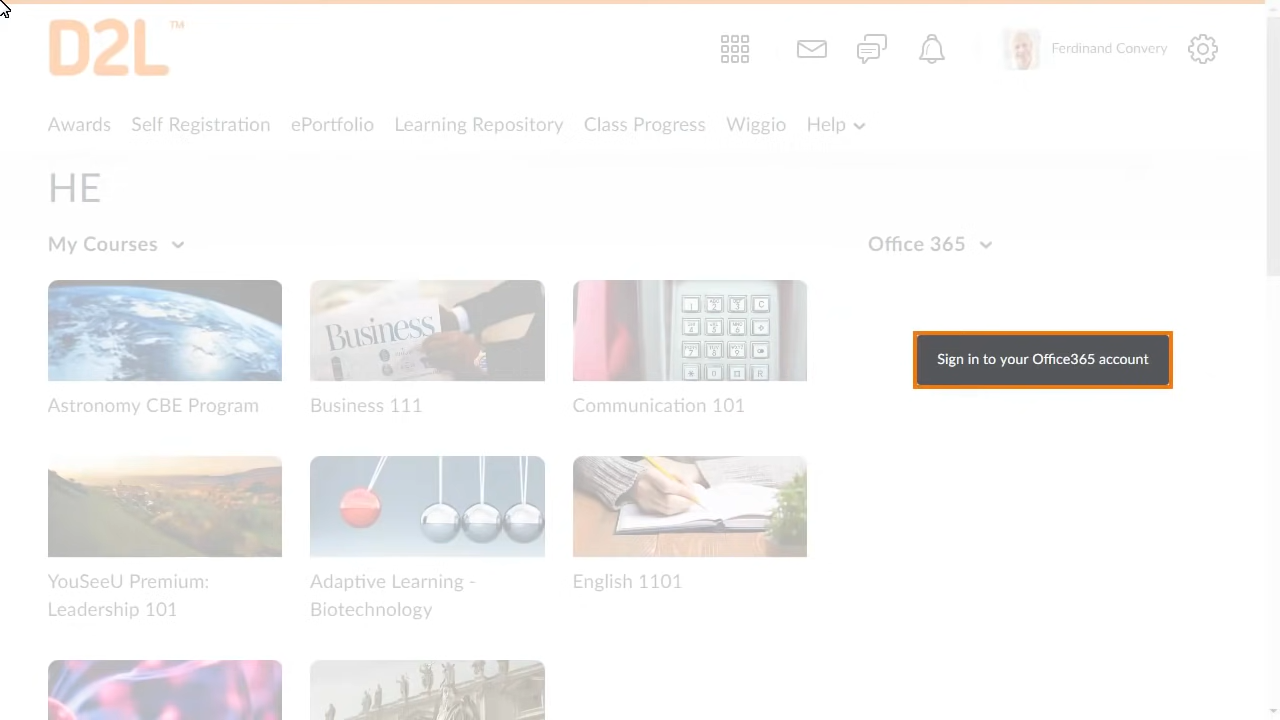 D2L™
Ferdinand Convery
Awards Self Registration ePortfolio Learning Repository Class Progress Wiggio Help
HE
My Courses
Office 365
Business
Sign in to your Office365 account
Astronomy CBE Program
Business 111
Communication 101
YouSeeU Premium:
Leadership 101
Adaptive Learning -
Biotechnology
English 1101